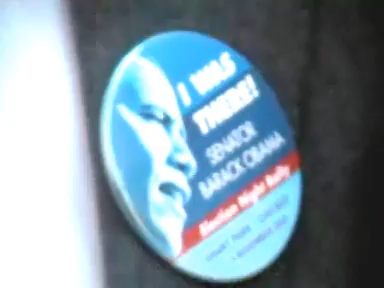 I WAS
THERE!
SENATOR
BARACK OBAMA
Election Night Rally